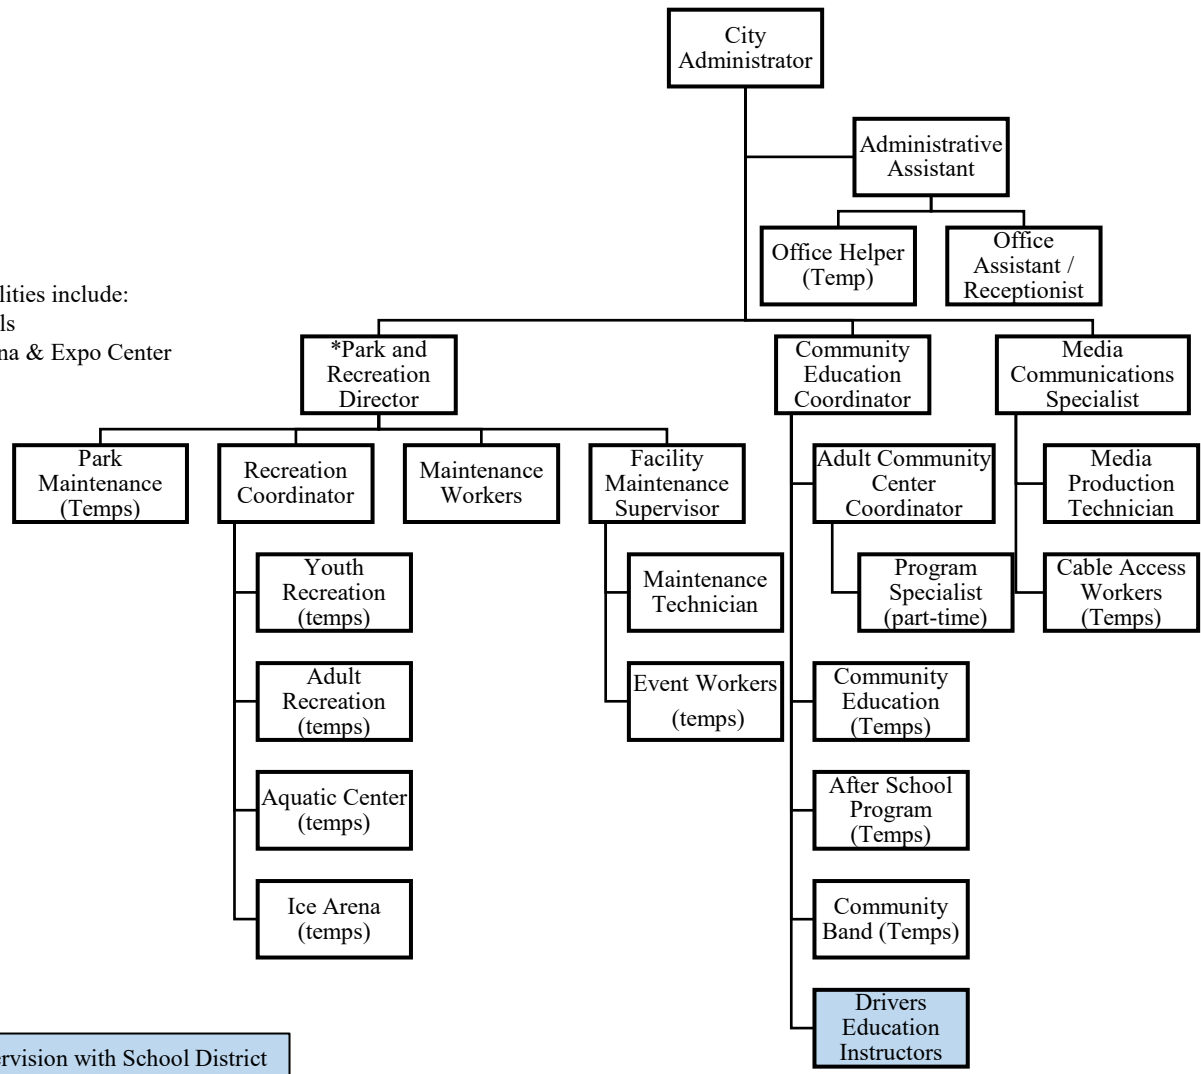 City
Administrator
Administrative
Assistant
Office Helper
(Temp)
Office
Assistant /
Receptionist
include:
& Expo Center
*Park and
Recreation
Director
Community
Education
Coordinator
Media
Communications
Specialist
Park
Maintenance
(Temps)
Recreation
Coordinator
Maintenance
Workers
Facility
Maintenance
Supervisor
Adult Community
Center
Coordinator
Media
Production
Technician
Youth
Recreation
(temps)
Maintenance
Technician
Program
Specialist
(part-time)
Cable Access
Workers
(Temps)
Adult
Recreation
(temps)
Event Workers
(temps)
Community
Education
(Temps)
Aquatic Center
(temps)
After School
Program
(Temps)
Ice Arena
(temps)
Community
Band (Temps)
Drivers
Education
Instructors
with School District